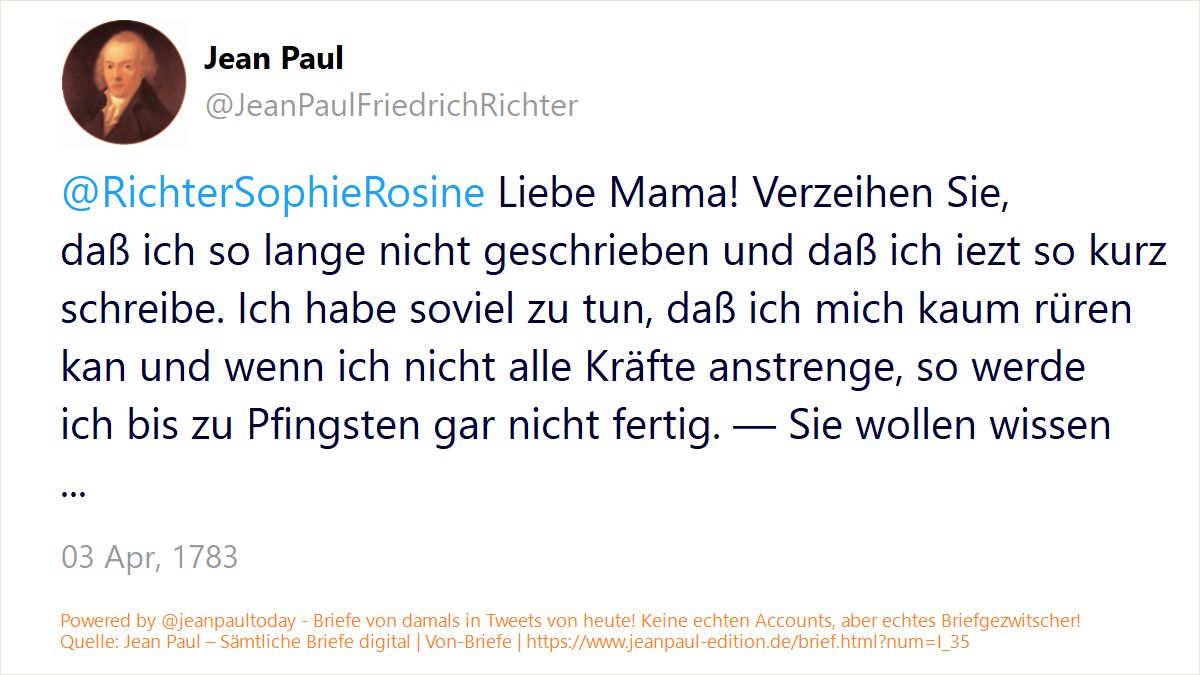 Jean Paul
@JeanPaulFriedrichRichter
@RichterSophieRosine Liebe Mama! Verzeihen Sie,
daß ich so lange nicht geschrieben und daß ich iezt so kurz
schreibe. Ich habe soviel zu tun, daß ich mich kaum rüren
kan und wenn ich nicht alle Kräfte anstrenge, so werde
ich bis zu Pfingsten gar nicht fertig. — Sie wollen wissen
...
03 Apr, 1783
Powered by @jeanpaultoday - Briefe von damals in Tweets von heute! Keine echten Accounts, aber echtes Briefgezwitscher!
Quelle: Jean Paul – Sämtliche Briefe digital | Von-Briefe | https://www.jeanpaul-edition.de/brief.html?num=I_35